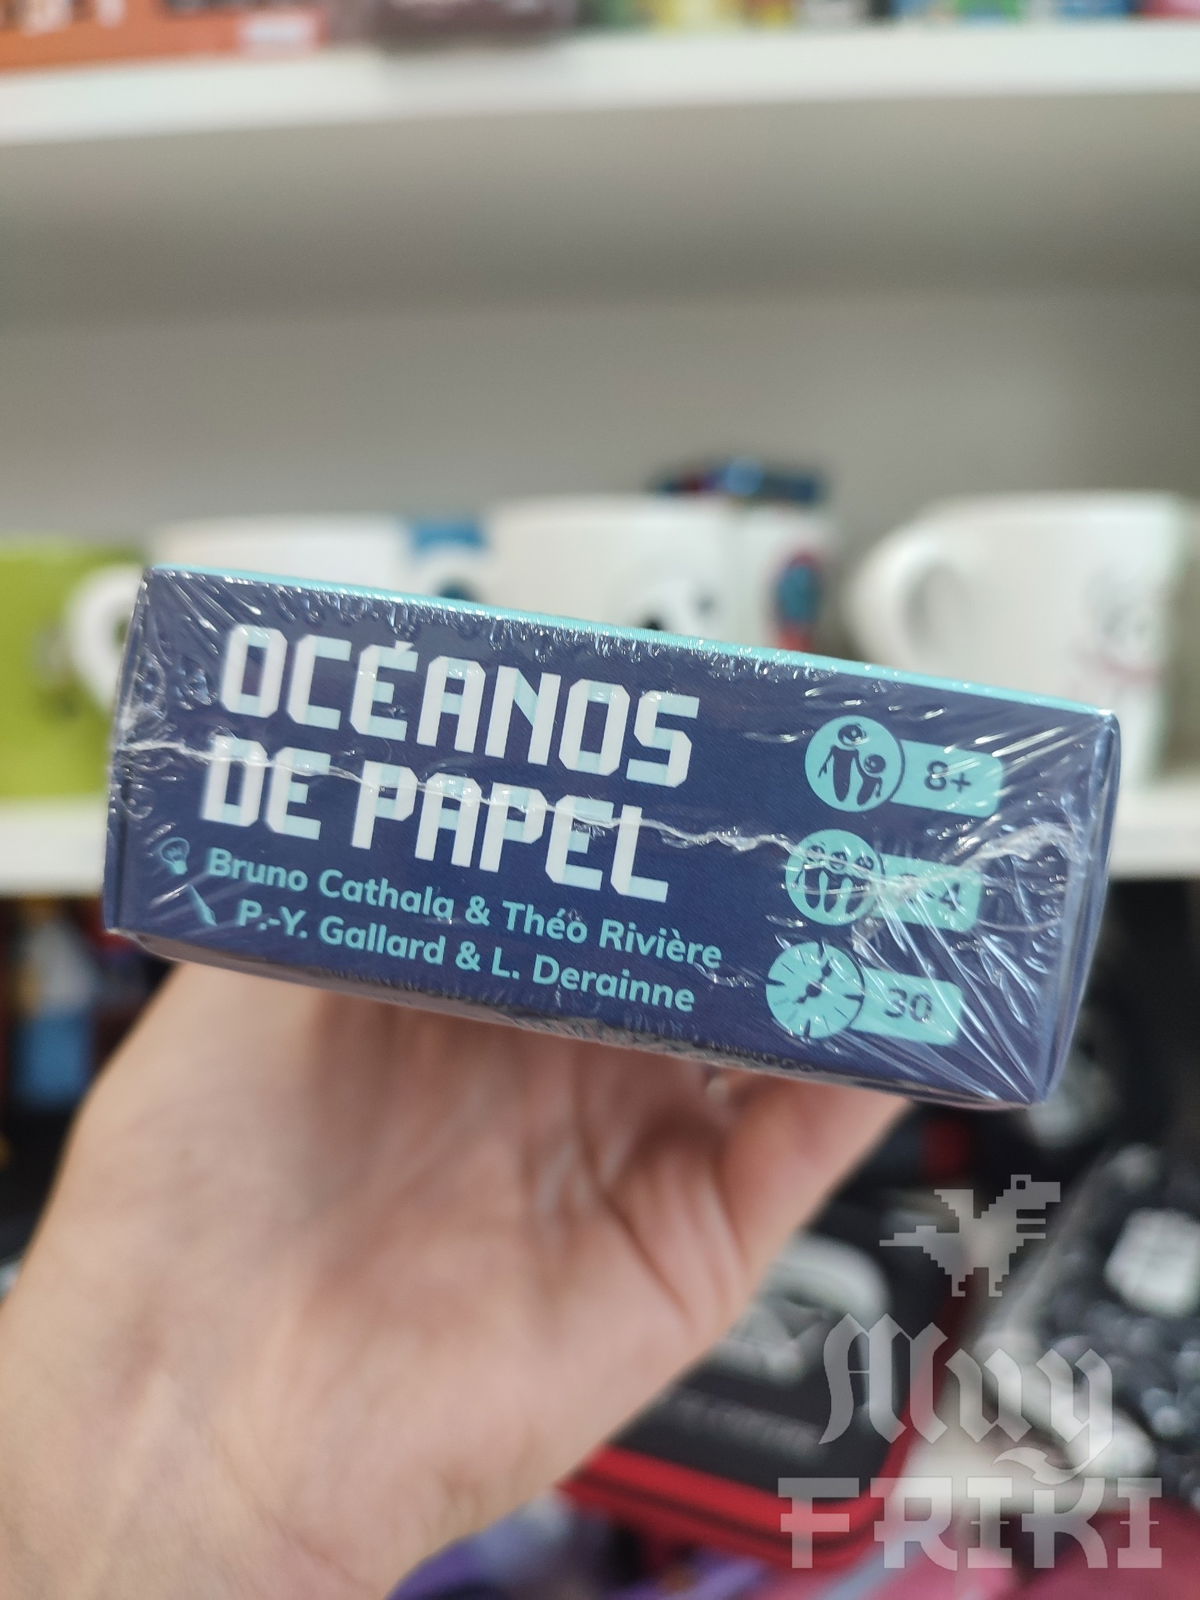 OCÉANOS
DE PAPEL
Bruno Cathala & Théo Rivière
P.-Y. Gallard & L. Derainne
8+
30
Muy
FRIKI